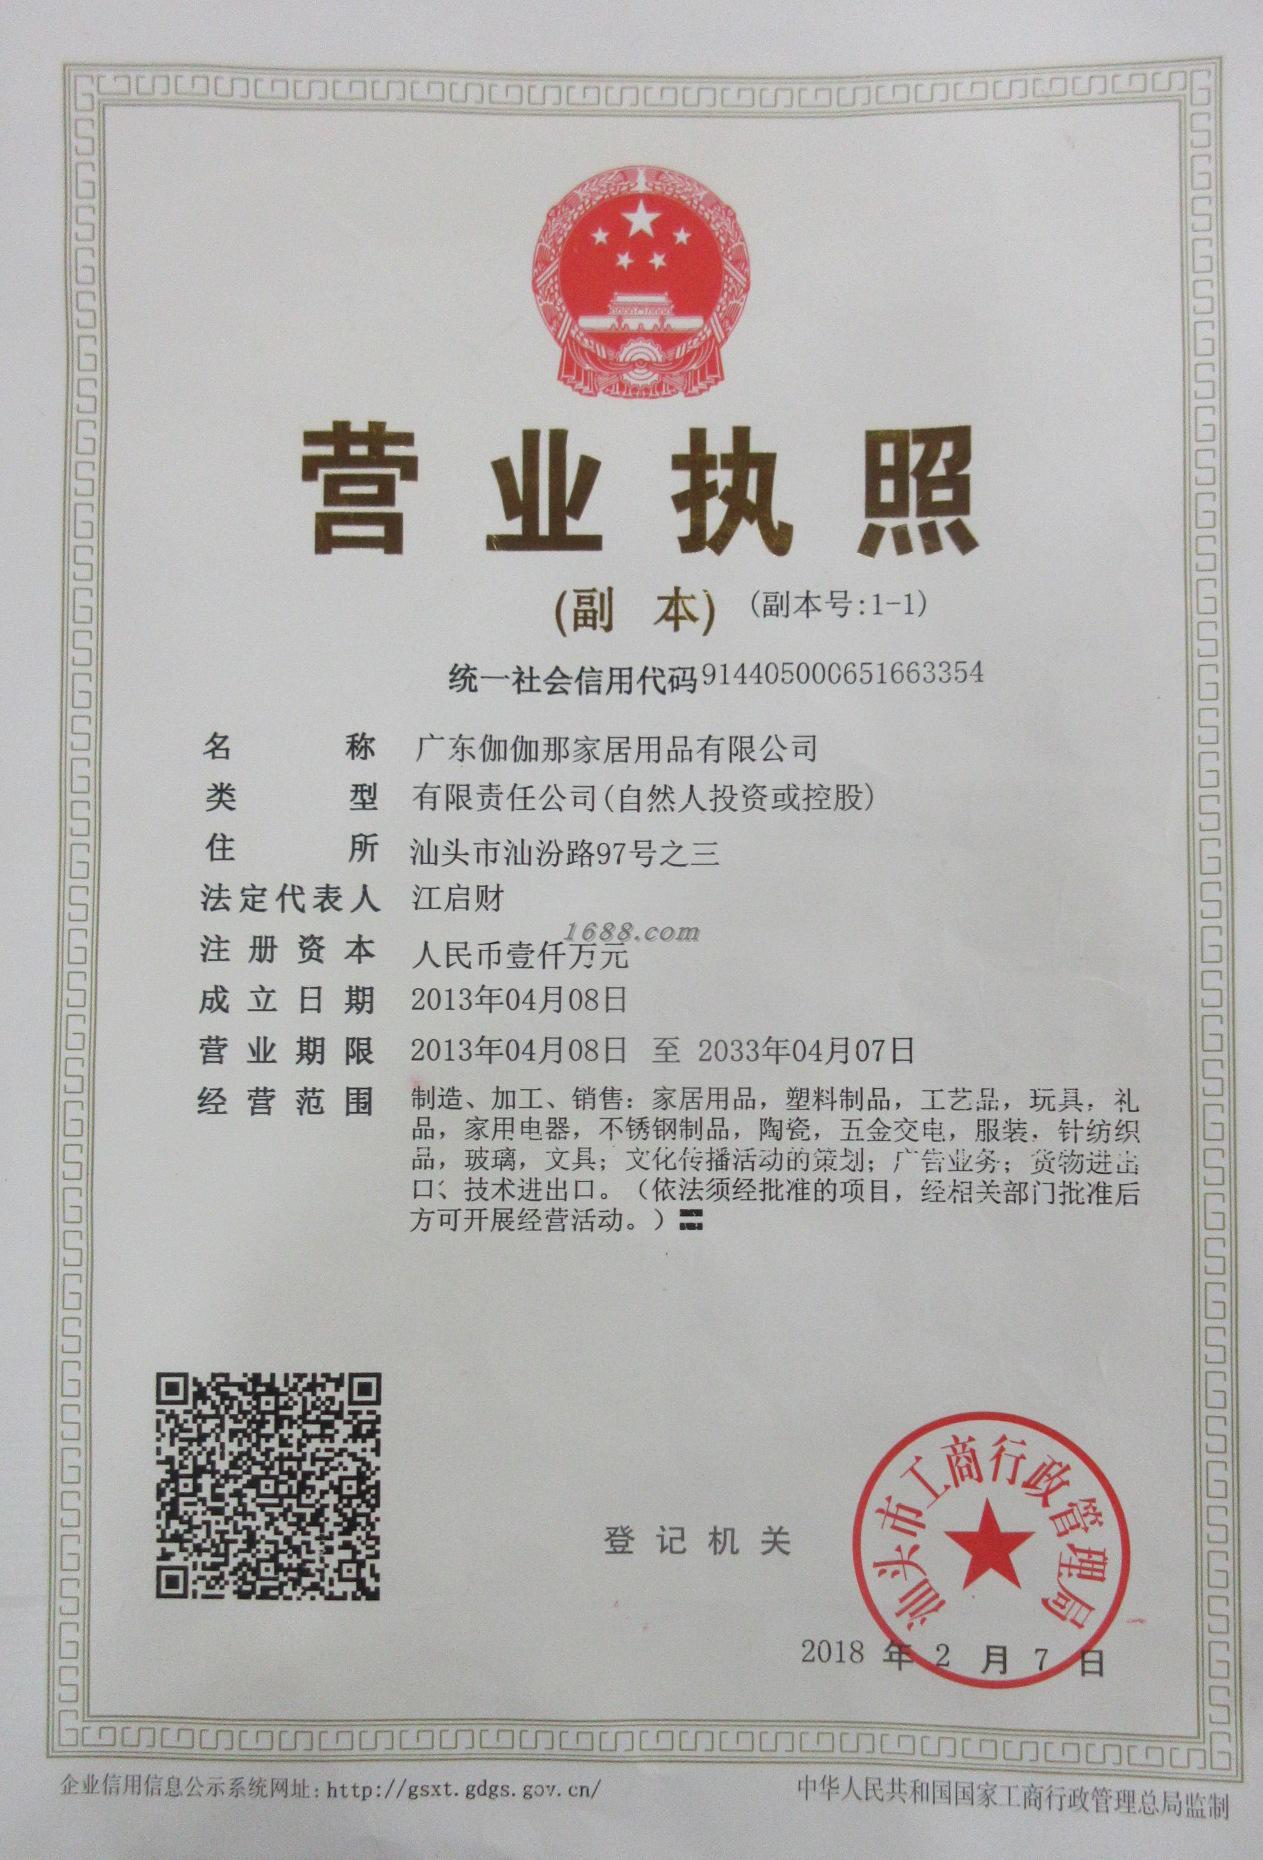 营业执照
(副 本) (副本号:1-1)
统一社会信用代码91440500C651663354
名 称 广东伽伽那家居用品有限公司
类 型 有限责任公司(自然人投资或控股)
住 所 汕头市汕汾路97号之三
法定代表人 江启财
1688.com
注册资本 人民币壹仟万元
成立日期 2013年04月08日
营业期限 2013年04月08日 至 2033年04月07日
经营范围 制造、加工、销售：家居用品，塑料制品，工艺品，玩具，礼
品，家用电器，不锈钢制品，陶瓷，五金交电，服装，针纺织
品，玻璃，文具；文化传播活动的策划；广告业务；货物进出
口、技术进出口。（依法须经批准的项目，经相关部门批准后
方可开展经营活动。）
汕头市工商行政管理局
登记机关
2018 年 2 月 7 日
企业信用信息公示系统网址:http://gsxt.gdgs.gov.cn/ 中华人民共和国国家工商行政管理总局监制